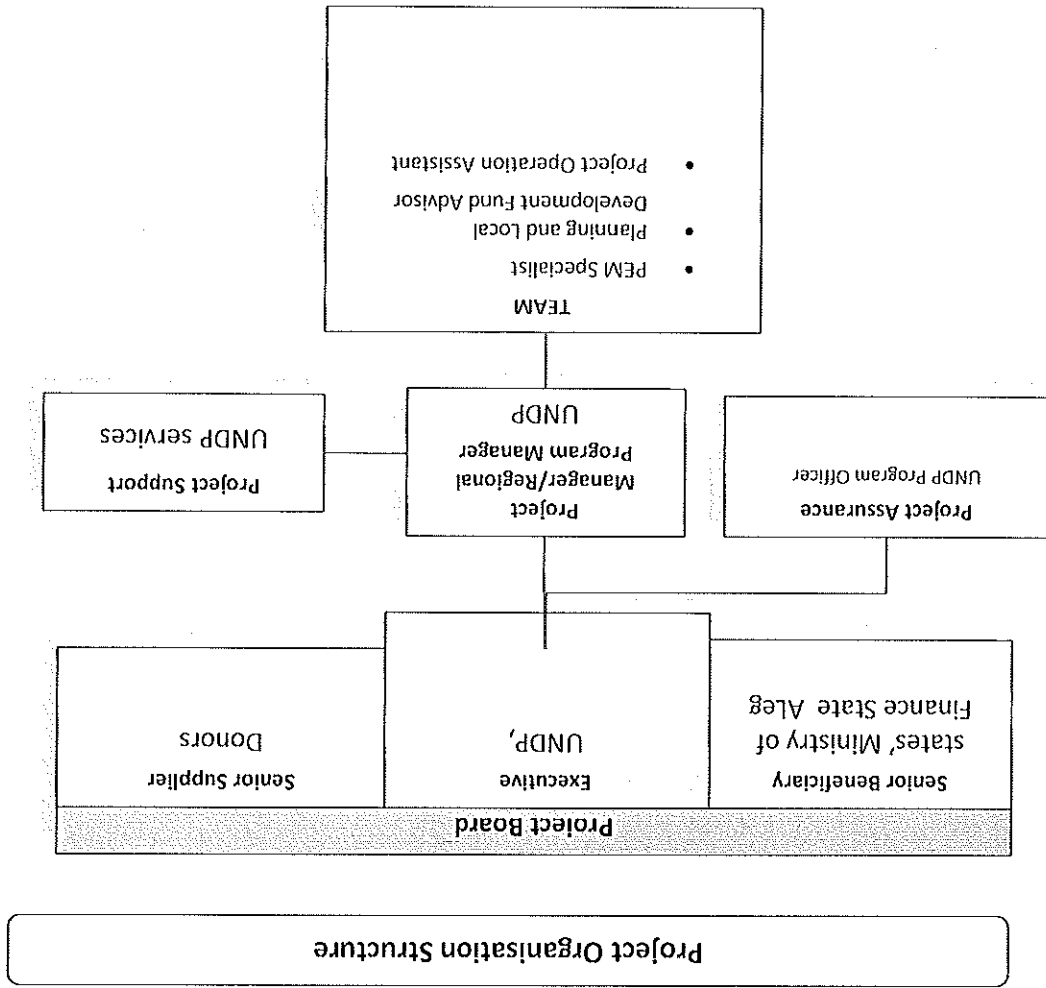 Project Organisation Structure
Project Board
Senior Beneficiary
states' Ministry of
Finance State ALeg
Executive
UNDP,
Senior Supplier
Donors
Project Assurance
UNDP Program Officer
Project
Manager/Regional
Program Manager
UNDP
Project Support
UNDP services
TEAM
• PEM Specialist
• Planning and Local
Development Fund Advisor
• Project Operation Assistant